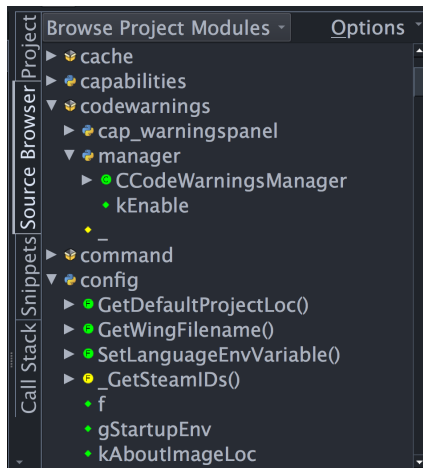 Browse Project Modules
Options
Project
Source Browser
Snippets
Call Stack
cache
capabilities
codewarnings
cap_warningspanel
manager
C CCodeWarningsManager
kEnable
_
command
config
F GetDefaultProjectLoc()
F GetWingFilename()
F SetLanguageEnvVariable()
F _GetSteamIDs()
f
gStartupEnv
kAboutImageLoc